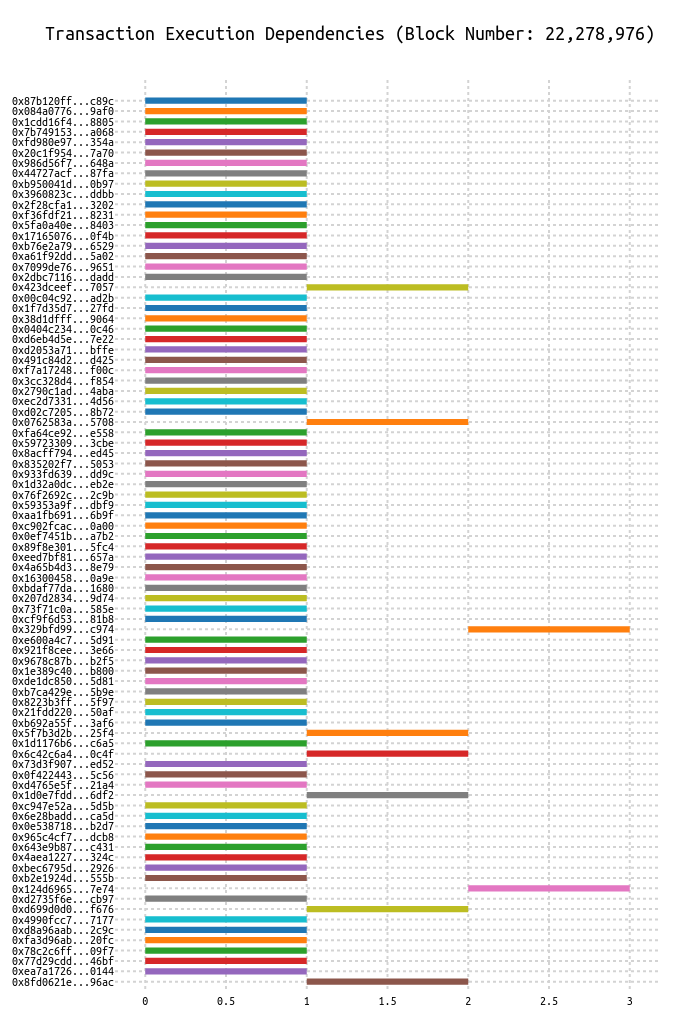 Transaction Execution Dependencies (Block Number: 22,278,976)
0x87b120ff...c89c
0x084a0776...9af0
0x1cdd16f4...8805
0x7b749153...a068
0xfd980e97...354a
0x20c1f954...7a70
0x986d56f7...648a
0x44727acf...87fa
0xb950041d...0b97
0x3960823c...ddbb
0x2f28cfa1...3202
0xf36fdf21...8231
0x5fa0a40e...8403
0x17165076...0f4b
0xb76e2a79...6529
0xa61f92dd...5a02
0x7099de76...9651
0x2dbc7116...dadd
0x423dceef...7057
0x00c04c92...ad2b
0x1f7d35d7...27fd
0x38d1dfff...9064
0x0404c234...0c46
0xd6eb4d5e...7e22
0xd2053a71...bffe
0x491c84d2...d425
0xf7a17248...f00c
0x3cc328d4...f854
0x2790c1ad...4aba
0xec2d7331...4d56
0xd02c7205...8b72
0x0762583a...5708
0xfa64ce92...e558
0x59723309...3cbe
0x8acff794...ed45
0x835202f7...5053
0x933fd639...dd9c
0x1d32a0dc...eb2e
0x76f2692c...2c9b
0x59353a9f...dbf9
0xaa1fb691...6b9f
0xc902fcac...0a00
0x0ef7451b...a7b2
0x89f8e301...5fc4
0xeed7bf81...657a
0x4a65b4d3...8e79
0x16300458...0a9e
0xbdaf77da...1680
0x207d2834...9d74
0x73f71c0a...585e
0xcf9f6d53...81b8
0x329bfd99...c974
0xe600a4c7...5d91
0x921f8cee...3e66
0x9678c87b...b2f5
0x1e389c40...b800
0xde1dc850...5d81
0xb7ca429e...5b9e
0x8223b3ff...5f97
0x21fdd220...50af
0xb692a55f...3af6
0x5f7b3d2b...25f4
0x1d1176b6...c6a5
0x6c42c6a4...0c4f
0x73d3f907...ed52
0x0f422443...5c56
0xd4765e5f...21a4
0x1d0e7fdd...6df2
0xc947e52a...5d5b
0x6e28badd...ca5d
0x0e538718...b2d7
0x965c4cf7...dcb8
0x643e9b87...c431
0x4aea1227...324c
0xbec6795d...2926
0xb2e1924d...555b
0x124d6965...7e74
0xd2735f6e...cb97
0xd699d0d0...f676
0x4990fcc7...7177
0xd8a96aab...2c9c
0xfa3d96ab...20fc
0x78c2c6ff...09f7
0x77d29cdd...46bf
0xea7a1726...0144
0x8fd0621e...96ac
0 0.5 1 1.5 2 2.5 3